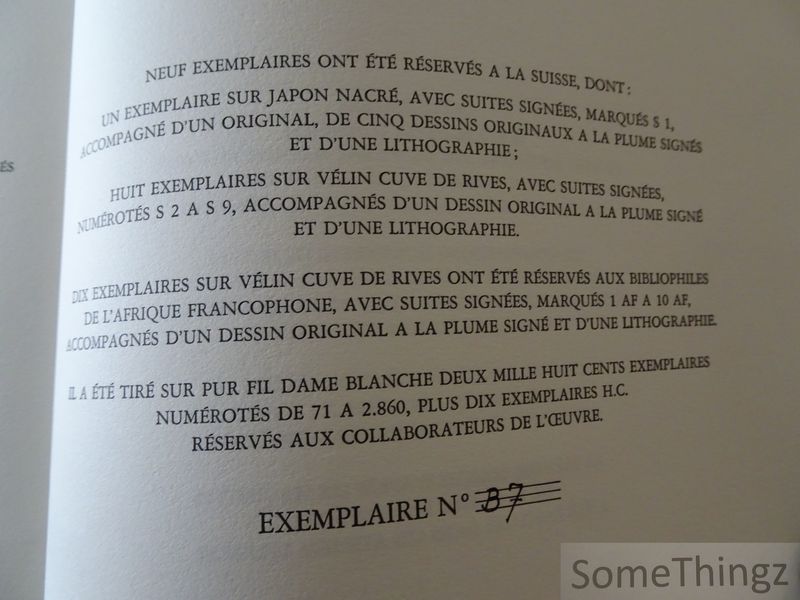 ÉS
NEUF EXEMPLAIRES ONT ÉTÉ RÉSERVÉS A LA SUISSE, DONT :
UN EXEMPLAIRE SUR JAPON NACRÉ, AVEC SUITES SIGNÉES, MARQUÉS S 1,
ACCOMPAGNÉ D'UN ORIGINAL, DE CINQ DESSINS ORIGINAUX A LA PLUME SIGNÉS
ET D'UNE LITHOGRAPHIE ;
HUIT EXEMPLAIRES SUR VÉLIN CUVE DE RIVES, AVEC SUITES SIGNÉES,
NUMÉROTÉS S 2 A S 9, ACCOMPAGNÉS D'UN DESSIN ORIGINAL A LA PLUME SIGNÉ
ET D'UNE LITHOGRAPHIE.
DIX EXEMPLAIRES SUR VÉLIN CUVE DE RIVES ONT ÉTÉ RÉSERVÉS AUX BIBLIOPHILES
DE L'AFRIQUE FRANCOPHONE, AVEC SUITES SIGNÉES, MARQUÉS 1 AF A 10 AF,
ACCOMPAGNÉS D'UN DESSIN ORIGINAL A LA PLUME SIGNÉ ET D'UNE LITHOGRAPHIE.
IL A ÉTÉ TIRÉ SUR PUR FIL DAME BLANCHE DEUX MILLE HUIT CENTS EXEMPLAIRES
NUMÉROTÉS DE 71 A 2.860, PLUS DIX EXEMPLAIRES H.C.
RÉSERVÉS AUX COLLABORATEURS DE L'ŒUVRE.
EXEMPLAIRE N° 37
SomeThingz